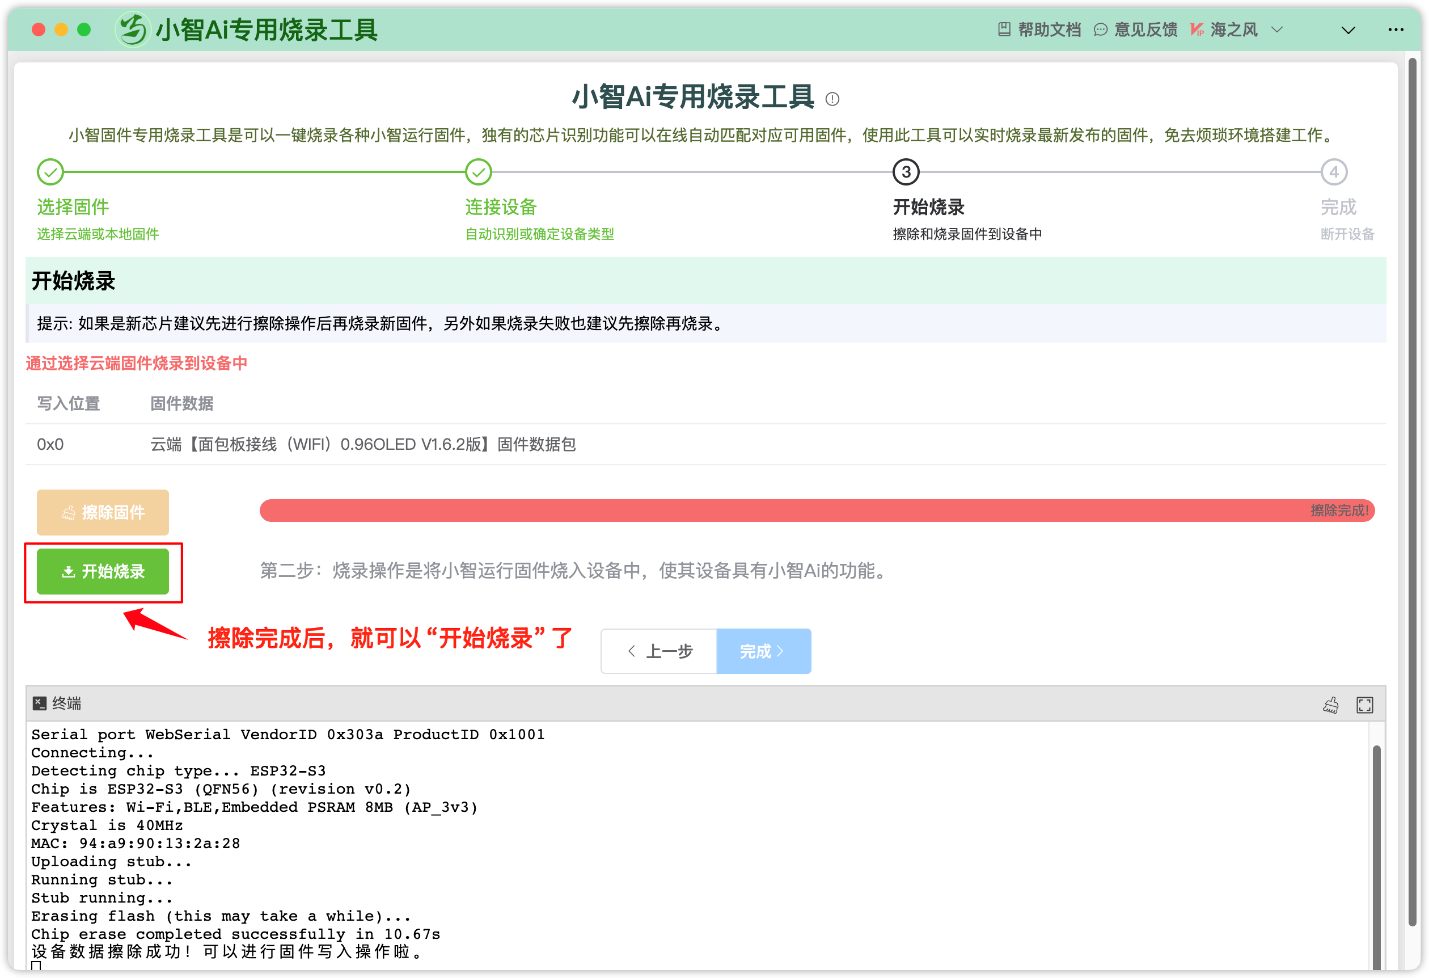 小智Ai专用烧录工具
帮助文档 意见反馈 海之风
小智Ai专用烧录工具
小智固件专用烧录工具是可以一键烧录各种小智运行固件，独有的芯片识别功能可以在线自动匹配对应可用固件，使用此工具可以实时烧录最新发布的固件，免去烦琐环境搭建工作。
3 4
选择固件 连接设备 开始烧录 完成
选择云端或本地固件 自动识别或确定设备类型 擦除和烧录固件到设备中 断开设备
开始烧录
提示: 如果是新芯片建议先进行擦除操作后再烧录新固件，另外如果烧录失败也建议先擦除再烧录。
通过选择云端固件烧录到设备中
写入位置 固件数据
0x0 云端【面包板接线（WIFI）0.96OLED V1.6.2版】固件数据包
擦除固件 擦除完成!
开始烧录 第二步：烧录操作是将小智运行固件烧入设备中，使其设备具有小智Ai的功能。
擦除完成后，就可以“开始烧录”了
上一步 完成
终端
Serial port WebSerial VendorID 0x303a ProductID 0x1001
Connecting...
Detecting chip type... ESP32-S3
Chip is ESP32-S3 (QFN56) (revision v0.2)
Features: Wi-Fi,BLE,Embedded PSRAM 8MB (AP_3v3)
Crystal is 40MHz
MAC: 94:a9:90:13:2a:28
Uploading stub...
Running stub...
Stub running...
Erasing flash (this may take a while)...
Chip erase completed successfully in 10.67s
设备数据擦除成功！可以进行固件写入操作啦。